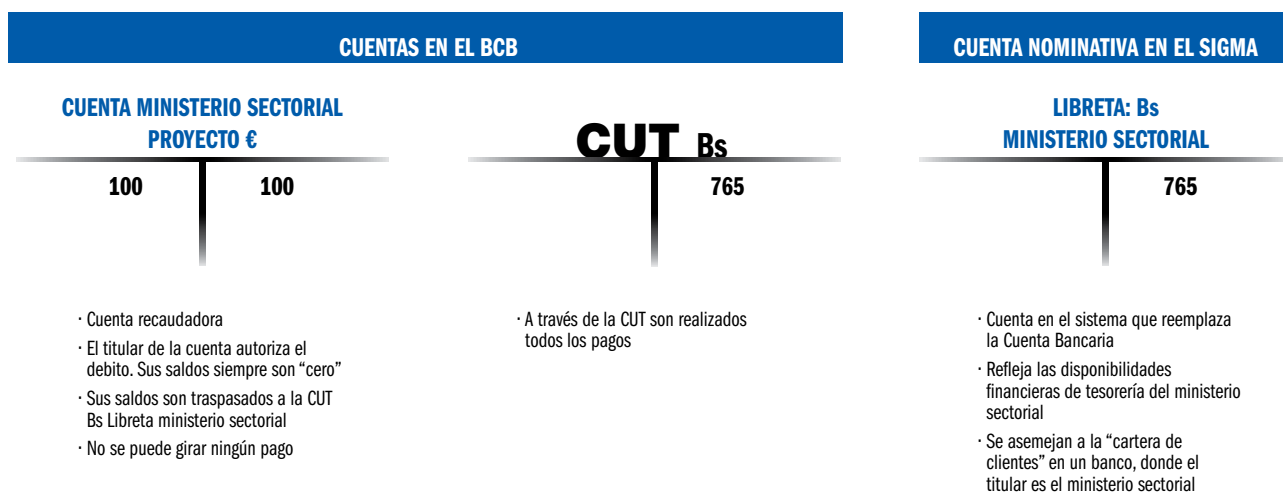 CUENTAS EN EL BCB
CUENTA NOMINATIVA EN EL SIGMA
CUENTA MINISTERIO SECTORIAL
PROYECTO €
100 100
· Cuenta recaudadora
· El titular de la cuenta autoriza el
debito. Sus saldos siempre son “cero”
· Sus saldos son traspasados a la CUT
Bs Libreta ministerio sectorial
· No se puede girar ningún pago
CUT Bs
765
· A través de la CUT son realizados
todos los pagos
LIBRETA: Bs
MINISTERIO SECTORIAL
765
· Cuenta en el sistema que reemplaza
la Cuenta Bancaria
· Refleja las disponibilidades
financieras de tesorería del ministerio
sectorial
· Se asemejan a la “cartera de
clientes” en un banco, donde el
titular es el ministerio sectorial